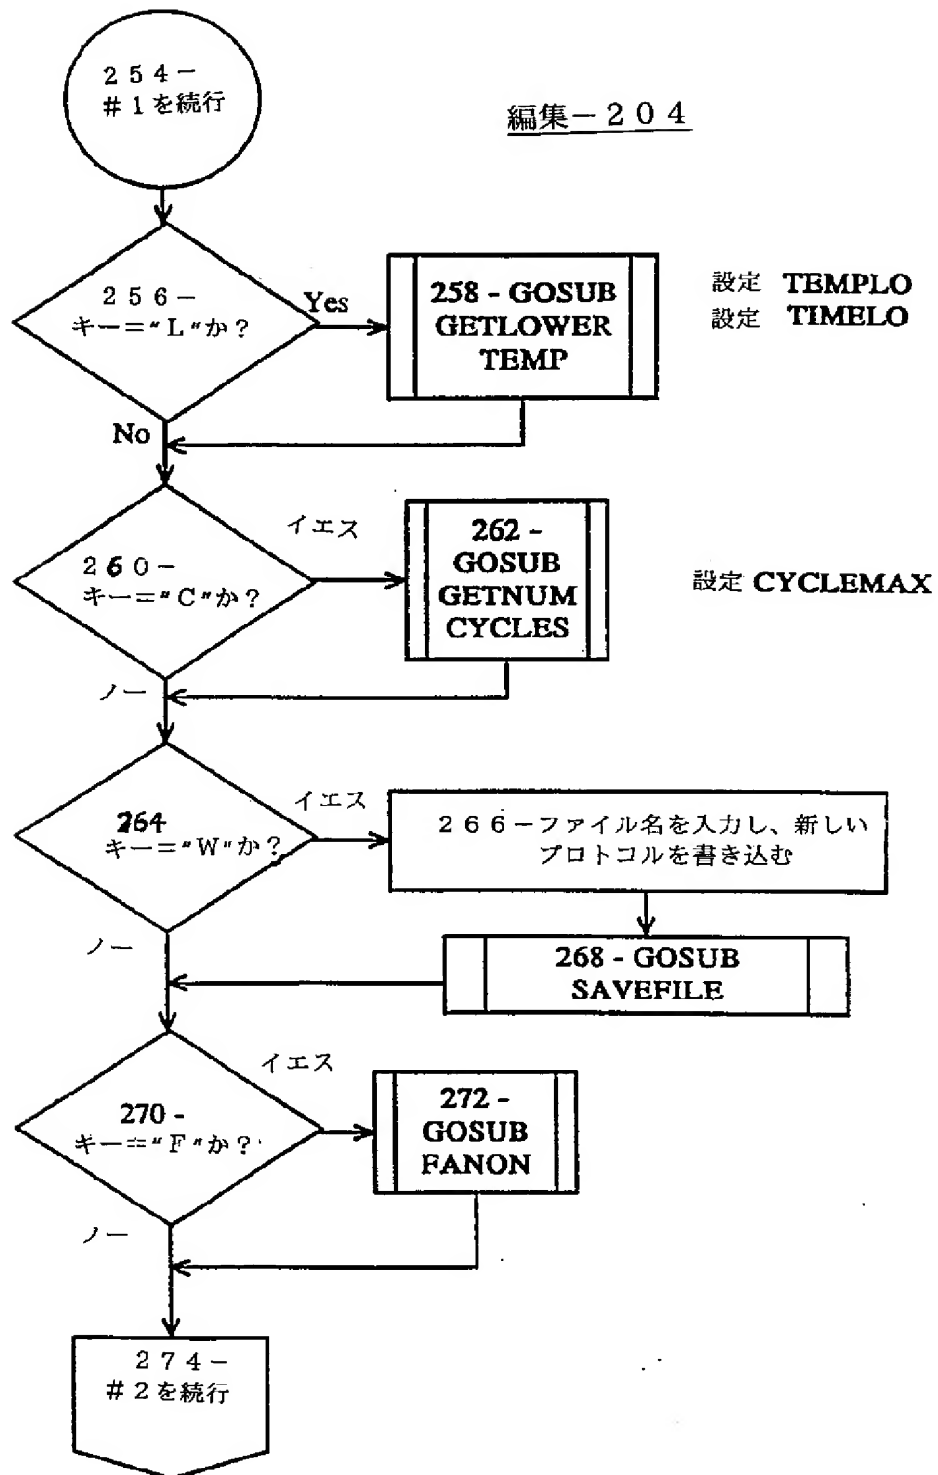 254-
#1を続行
編集-204
256-
キー="L"か?
Yes
258 - GOSUB
GETLOWER
TEMP
設定 TEMPLO
設定 TIMELO
No
260-
キー="C"か?
イエス
262 -
GOSUB
GETNUM
CYCLES
設定 CYCLEMAX
ノー
264
キー="W"か?
イエス
266-ファイル名を入力し、新しい
プロトコルを書き込む
ノー
268 - GOSUB
SAVEFILE
270 -
キー="F"か?
イエス
272 -
GOSUB
FANON
ノー
274-
#2を続行